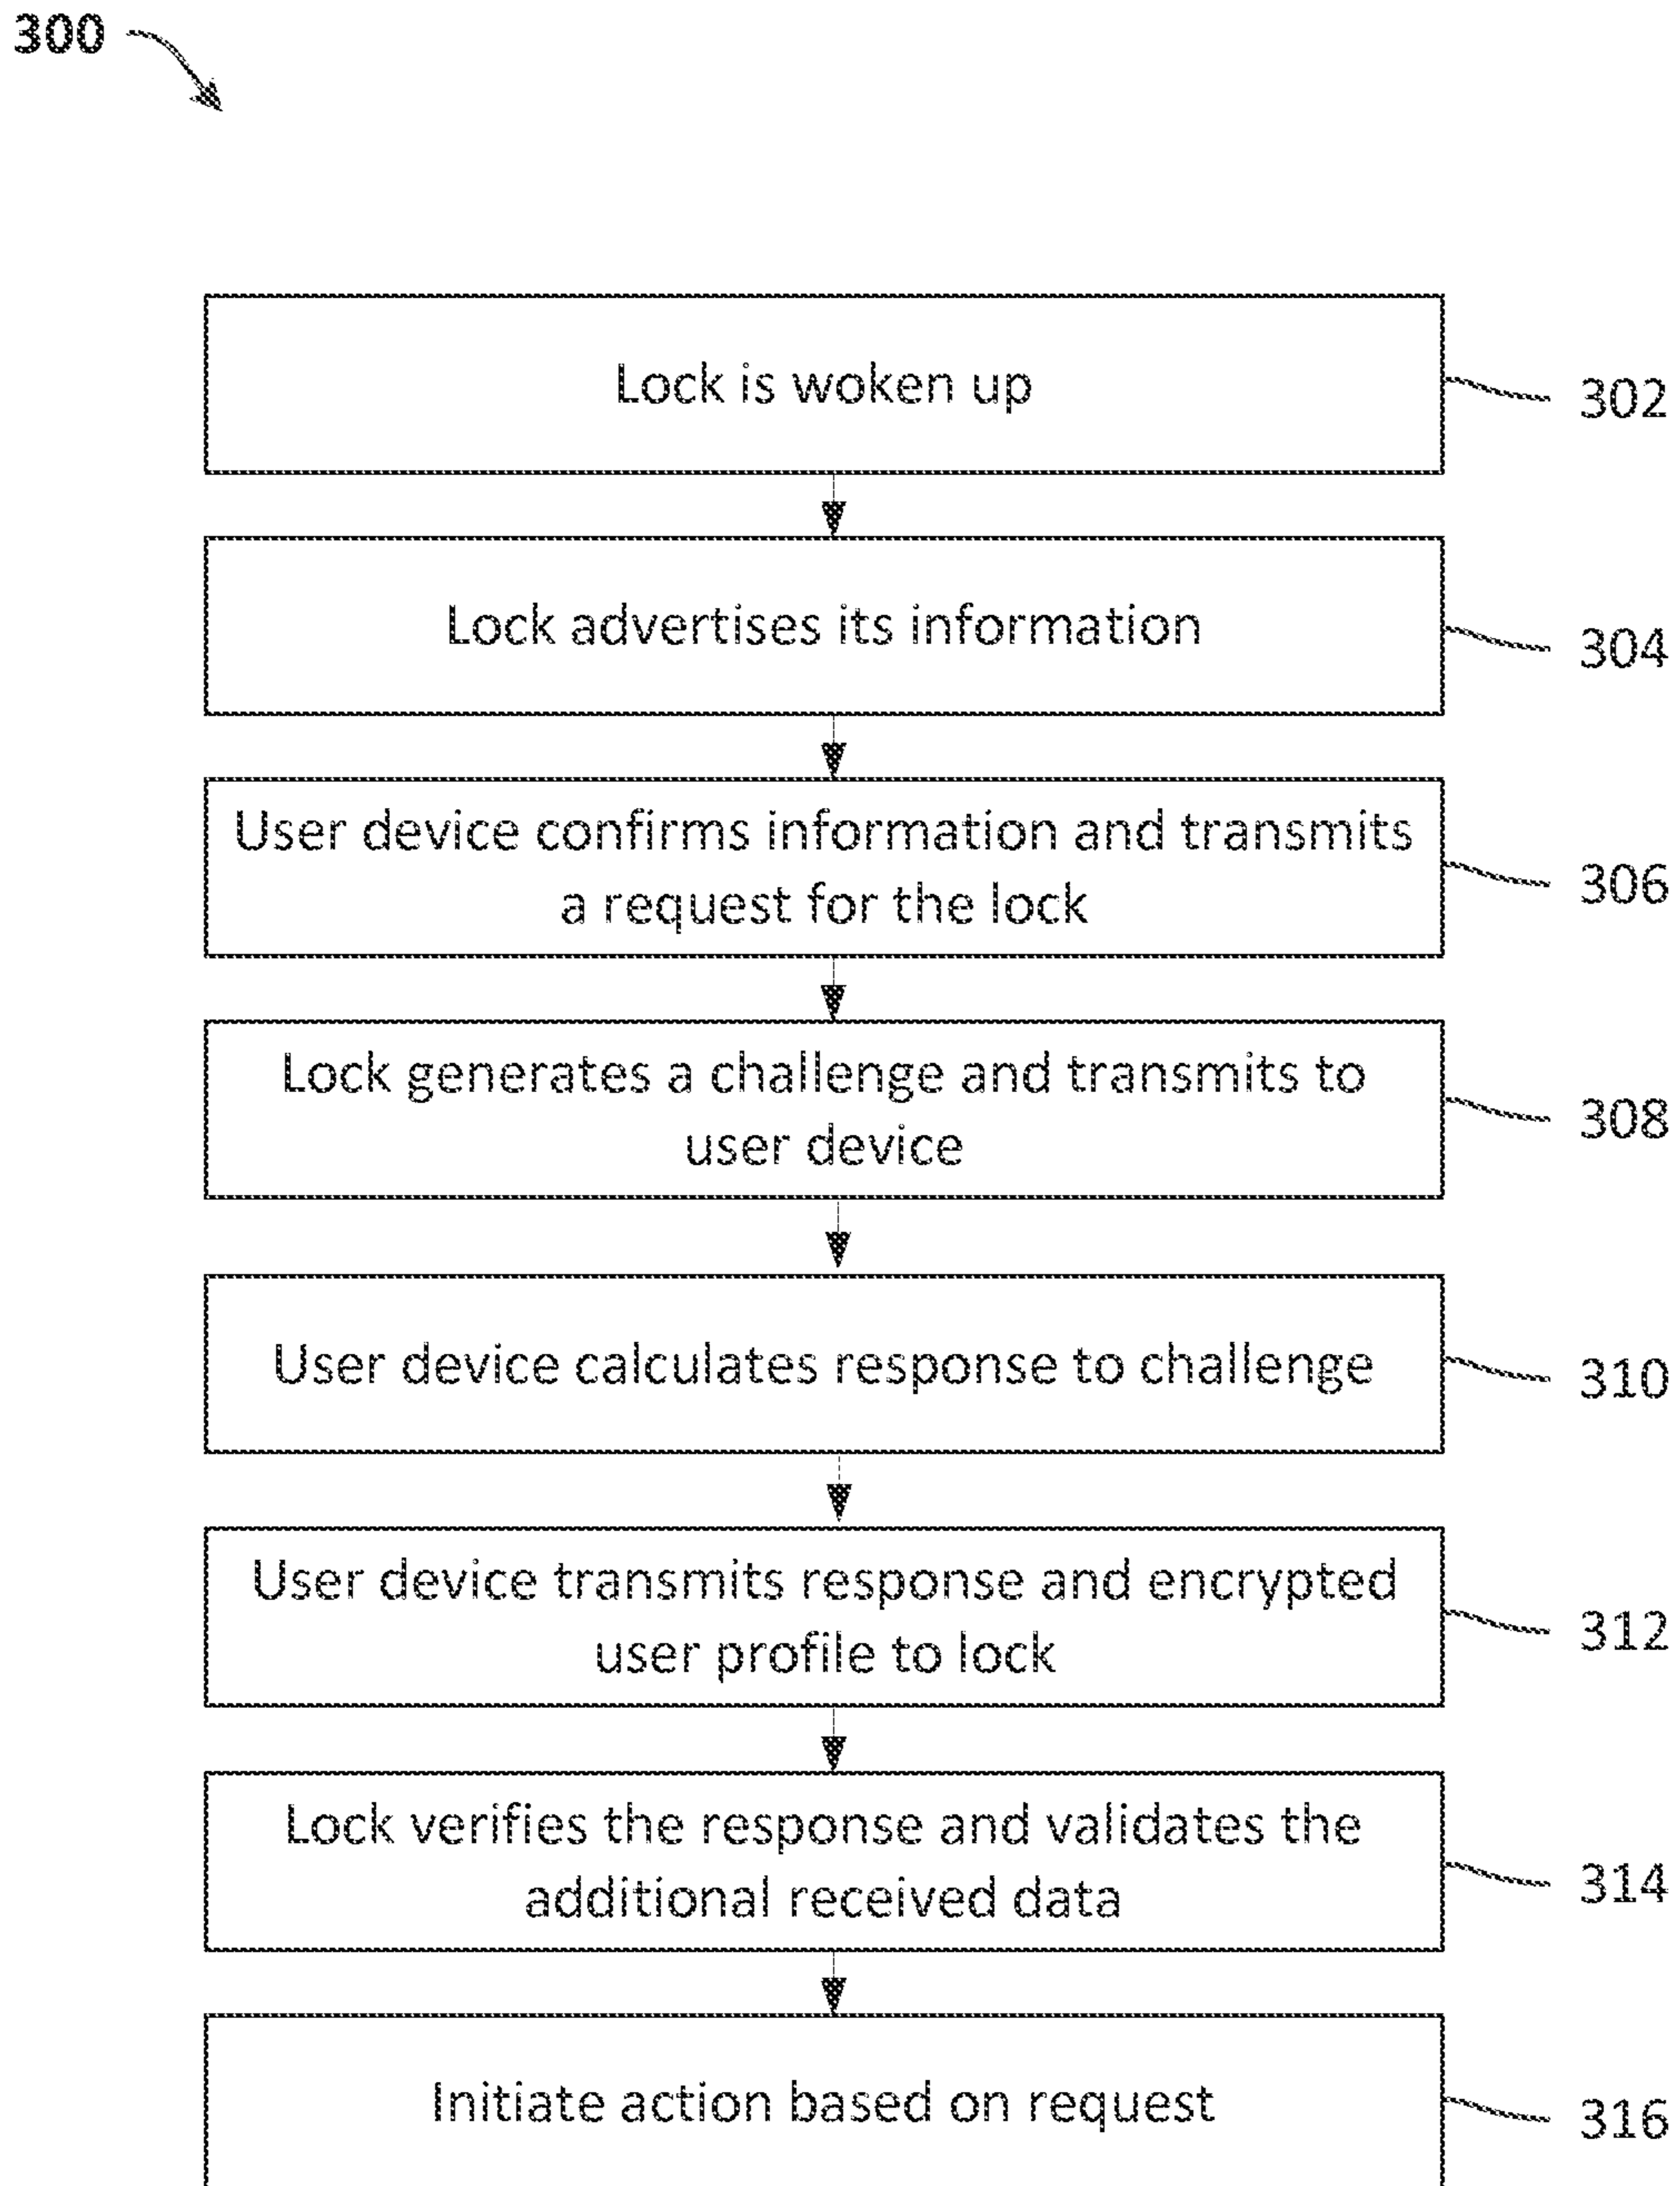 300
Lock is woken up
302
Lock advertises its information
304
User device confirms information and transmits
a request for the lock
306
Lock generates a challenge and transmits to
user device
308
User device calculates response to challenge
310
User device transmits response and encrypted
user profile to lock
312
Lock verifies the response and validates the
additional received data
314
Initiate action based on request
316